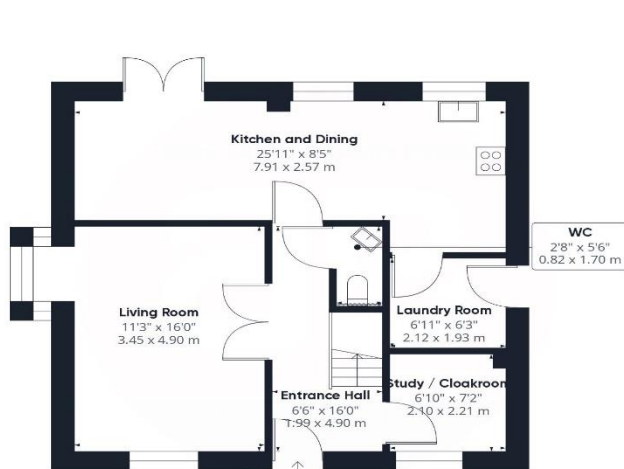 Kitchen and Dining
25'11" x 8'5"
7.91 x 2.57 m
WC
2'8" x 5'6"
0.82 x 1.70 m
Living Room
11'3" x 16'0"
3.45 x 4.90 m
Laundry Room
6'11" x 6'3"
2.12 x 1.93 m
Study / Cloakroom
6'10" x 7'2"
2.10 x 2.21 m
Entrance Hall
6'6" x 16'0"
1.99 x 4.90 m